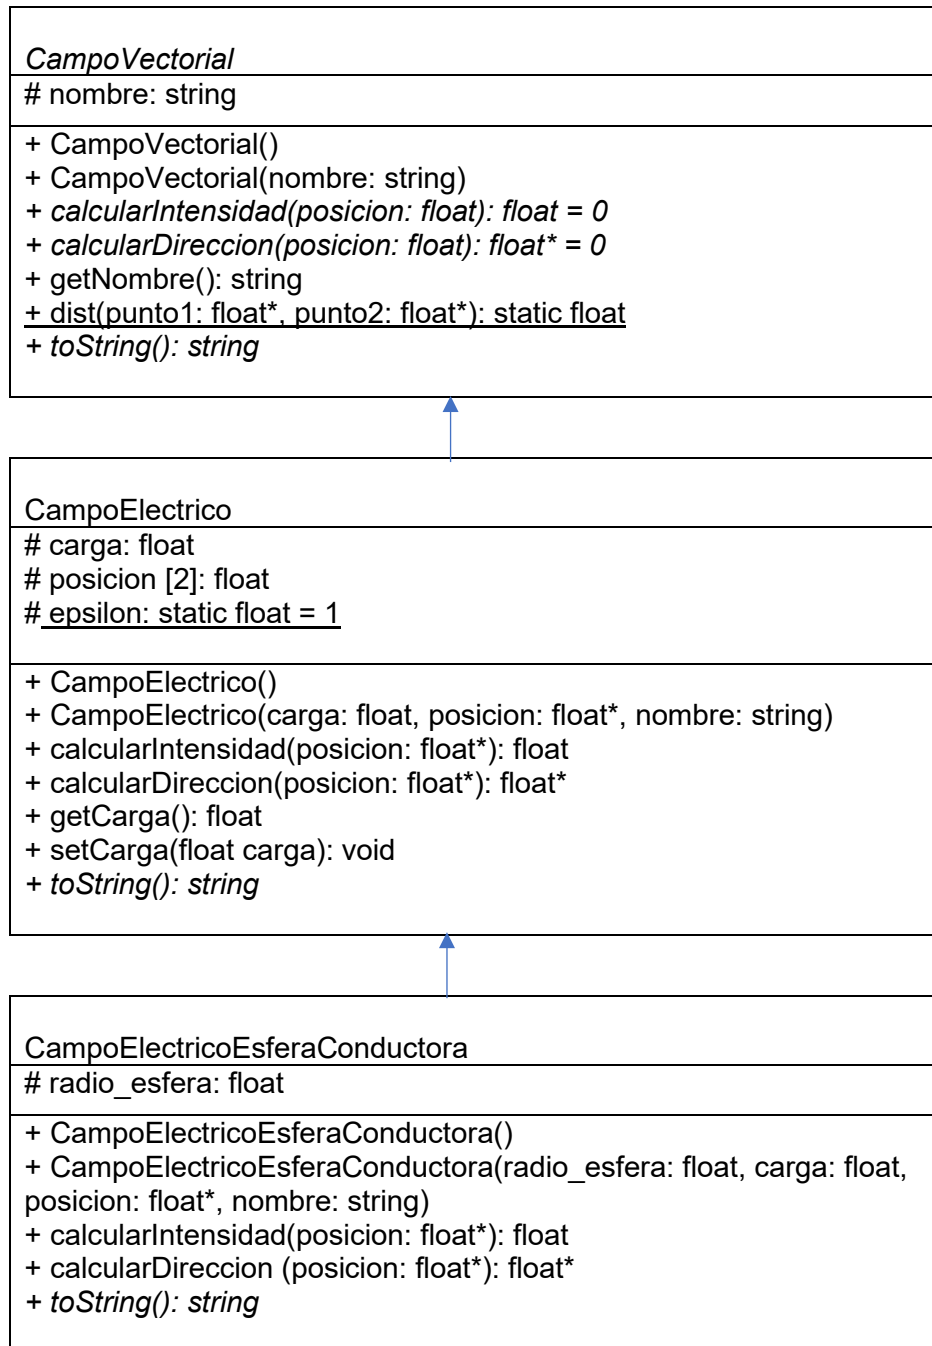 CampoVectorial
# nombre: string
+ CampoVectorial()
+ CampoVectorial(nombre: string)
+ calcularIntensidad(posicion: float): float = 0
+ calcularDireccion(posicion: float): float* = 0
+ getNombre(): string
+ dist(punto1: float*, punto2: float*): static float
+ toString(): string
CampoElectrico
# carga: float
# posicion [2]: float
# epsilon: static float = 1
+ CampoElectrico()
+ CampoElectrico(carga: float, posicion: float*, nombre: string)
+ calcularIntensidad(posicion: float*): float
+ calcularDireccion(posicion: float*): float*
+ getCarga(): float
+ setCarga(float carga): void
+ toString(): string
CampoElectricoEsferaConductora
# radio_esfera: float
+ CampoElectricoEsferaConductora()
+ CampoElectricoEsferaConductora(radio_esfera: float, carga: float,
posicion: float*, nombre: string)
+ calcularIntensidad(posicion: float*): float
+ calcularDireccion (posicion: float*): float*
+ toString(): string